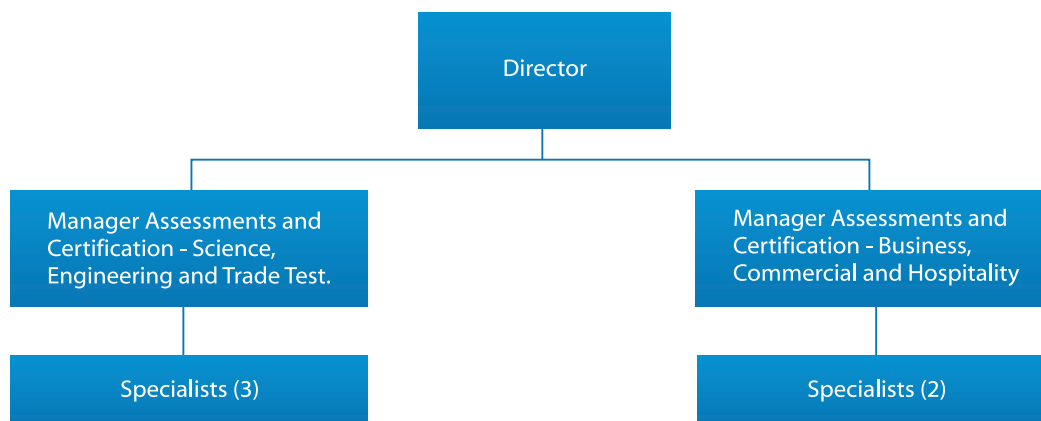 Director
Manager Assessments and
Certification - Science,
Engineering and Trade Test.
Manager Assessments and
Certification - Business,
Commercial and Hospitality
Specialists (3)
Specialists (2)